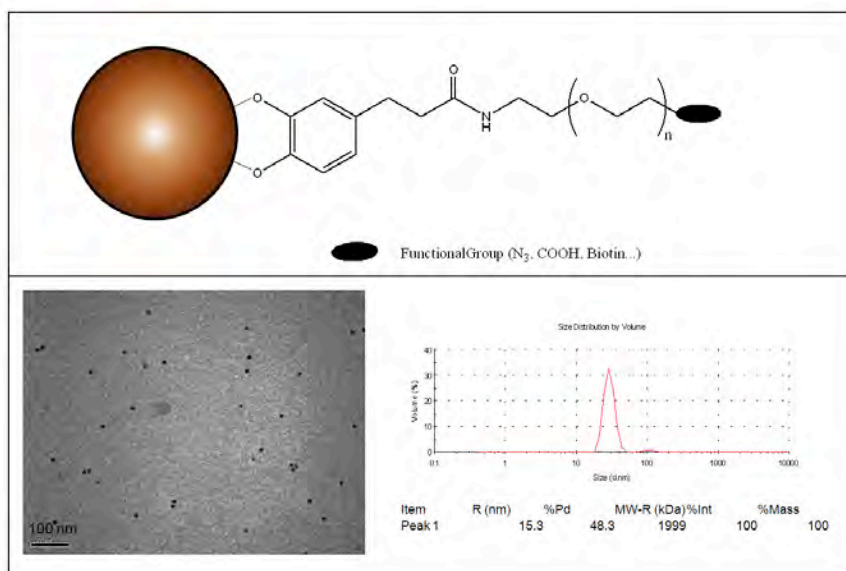 O
O
O
N
H
O
n
FunctionalGroup (N3, COOH, Biotin...)
100 nm
Size Distribution by Volume
Volume (%)
40
30
20
10
0
0.1 1 10 100 1000 10000
Size (d.nm)
Item R (nm) %Pd MW-R (kDa) %Int %Mass
Peak 1 15.3 48.3 1999 100 100